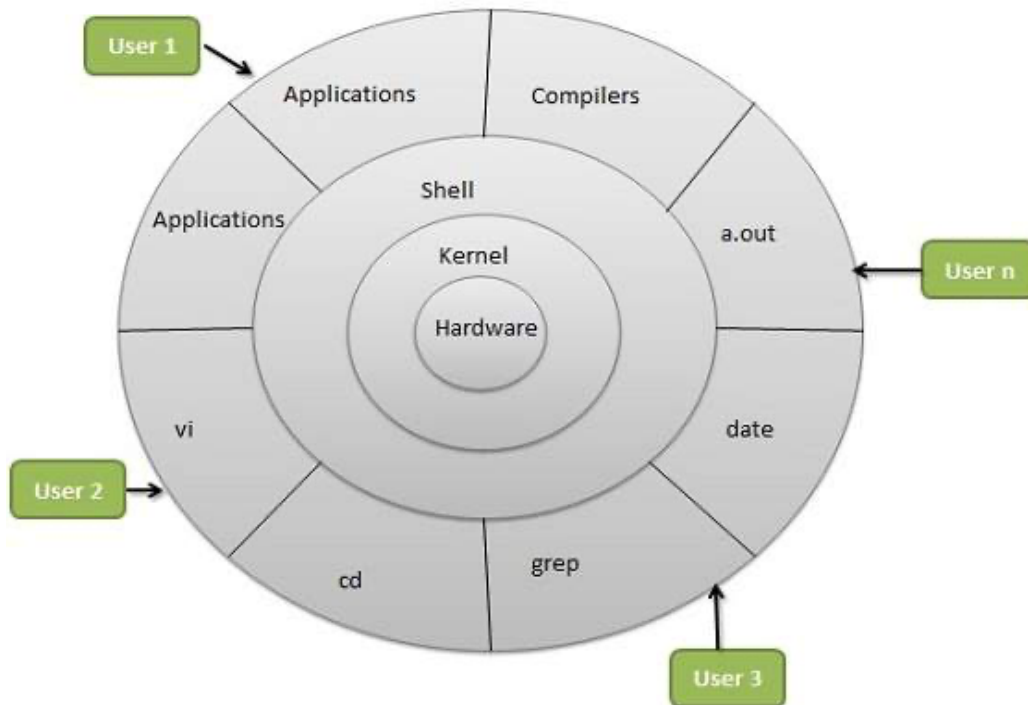 User 1
Applications
Compilers
Shell
Applications
a.out
Kernel
User n
Hardware
vi
date
User 2
grep
cd
User 3